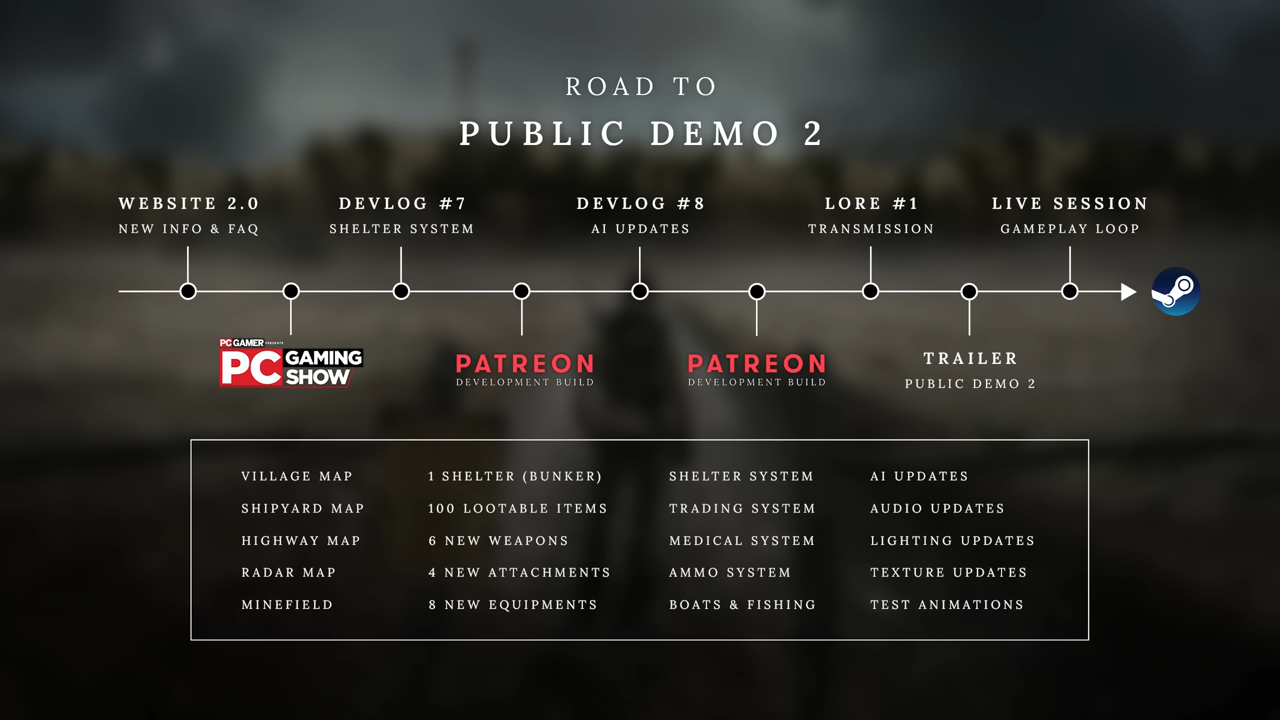 ROAD TO
PUBLIC DEMO 2
WEBSITE 2.0
NEW INFO & FAQ
DEVLOG #7
SHELTER SYSTEM
DEVLOG #8
AI UPDATES
LORE #1
TRANSMISSION
LIVE SESSION
GAMEPLAY LOOP
PC GAMER PRESENTS
PC GAMING
SHOW
PATREON
DEVELOPMENT BUILD
PATREON
DEVELOPMENT BUILD
TRAILER
PUBLIC DEMO 2
VILLAGE MAP
SHIPYARD MAP
HIGHWAY MAP
RADAR MAP
MINEFIELD
1 SHELTER (BUNKER)
100 LOOTABLE ITEMS
6 NEW WEAPONS
4 NEW ATTACHMENTS
8 NEW EQUIPMENTS
SHELTER SYSTEM
TRADING SYSTEM
MEDICAL SYSTEM
AMMO SYSTEM
BOATS & FISHING
AI UPDATES
AUDIO UPDATES
LIGHTING UPDATES
TEXTURE UPDATES
TEST ANIMATIONS